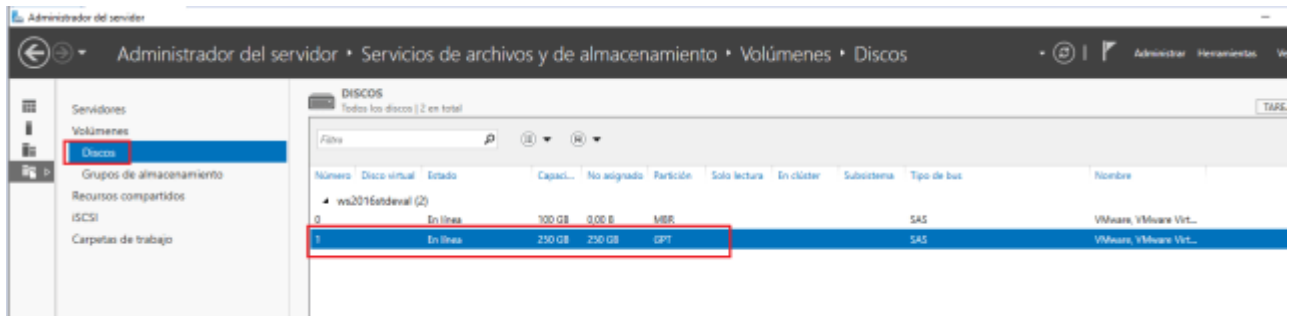 Administrador del servidor
Administrador del servidor • Servicios de archivos y de almacenamiento • Volúmenes • Discos
Administrar Herramientas
Servidores
Volúmenes
Discos
Grupos de almacenamiento
Recursos compartidos
iSCSI
Carpetas de trabajo
DISCOS
Todos los discos | 2 en total
TAREA
Filtro
Número Disco virtual Estado Capaci... No asignado Partición Solo lectura En clúster Subsistema Tipo de bus Nombre
ws2016stdeval (2)
0 En línea 100 GB 0,00 B MBR SAS VMware, VMware Virt...
1 En línea 250 GB 250 GB GPT SAS VMware, VMware Virt...